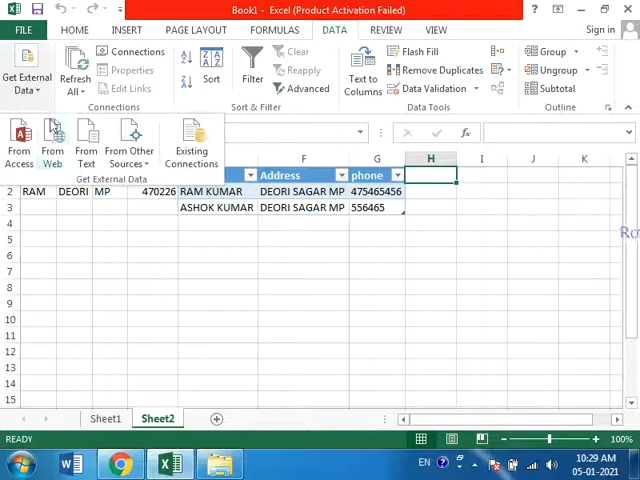 Book1 - Excel (Product Activation Failed)
FILE HOME INSERT PAGE LAYOUT FORMULAS DATA REVIEW VIEW Sign in
Get External Data
Refresh All
Connections
Properties
Edit Links
Connections
Sort
Filter
Clear
Reapply
Advanced
Sort & Filter
Text to Columns
Flash Fill
Remove Duplicates
Data Validation
Data Tools
Group
Ungroup
Subtotal
Outline
From Access
From Web
From Text
From Other Sources
Existing Connections
Get External Data
F G H I J K
Address phone
2 RAM DEORI MP 470226 RAM KUMAR DEORI SAGAR MP 475465456
3 ASHOK KUMAR DEORI SAGAR MP 556465
4
5
6
7
8
9
10
11
12
13
14
15
Sheet1 Sheet2
READY 100%
EN 10:29 AM
05-01-2021